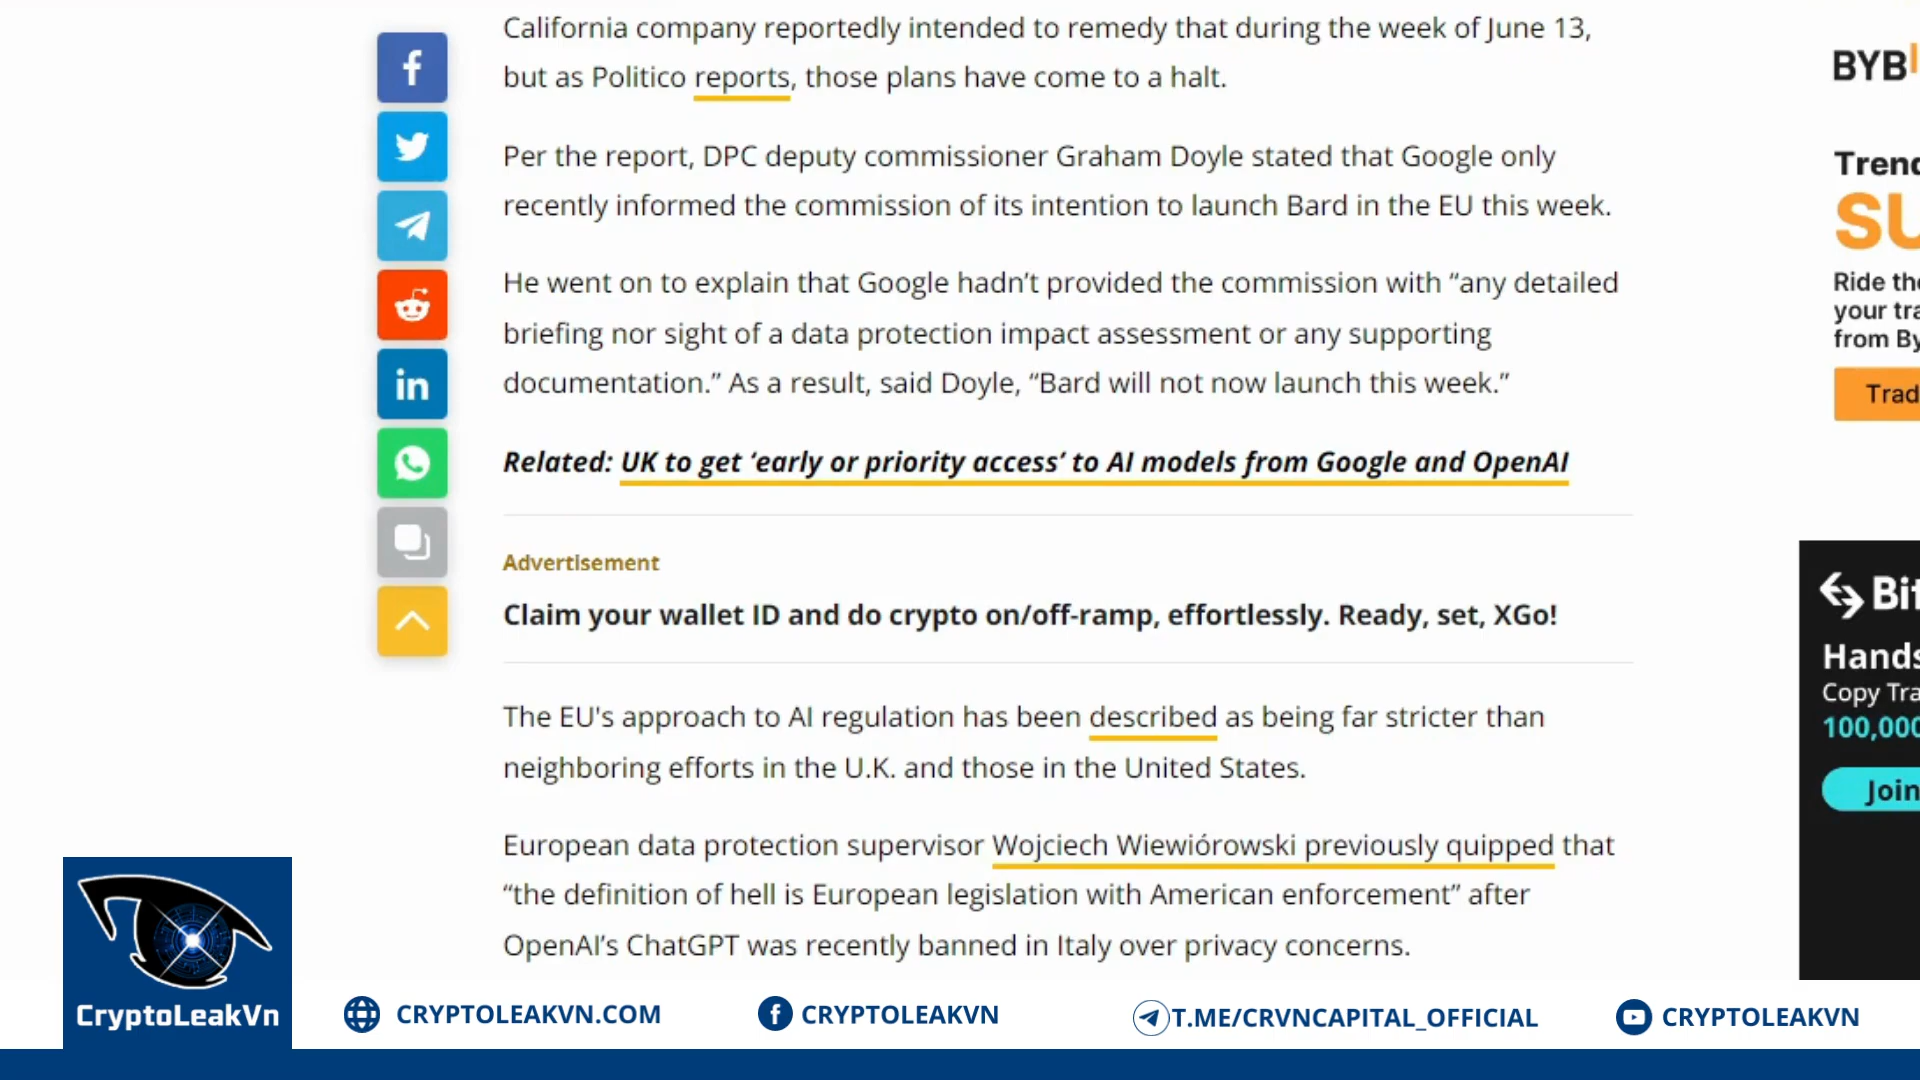 California company reportedly intended to remedy that during the week of June 13,
but as Politico reports, those plans have come to a halt.
Per the report, DPC deputy commissioner Graham Doyle stated that Google only
recently informed the commission of its intention to launch Bard in the EU this week.
He went on to explain that Google hadn’t provided the commission with “any detailed
briefing nor sight of a data protection impact assessment or any supporting
documentation.” As a result, said Doyle, “Bard will not now launch this week.”
Related: UK to get ‘early or priority access’ to AI models from Google and OpenAI
Advertisement
Claim your wallet ID and do crypto on/off-ramp, effortlessly. Ready, set, XGo!
The EU's approach to AI regulation has been described as being far stricter than
neighboring efforts in the U.K. and those in the United States.
European data protection supervisor Wojciech Wiewiórowski previously quipped that
“the definition of hell is European legislation with American enforcement” after
OpenAI’s ChatGPT was recently banned in Italy over privacy concerns.
BYB
Trend
SU
Ride the
your tra
from By
Trad
Bit
Hands
Copy Tra
100,000
Join
CryptoLeakVn
CRYPTOLEAKVN.COM
CRYPTOLEAKVN
T.ME/CRVNCAPITAL_OFFICIAL
CRYPTOLEAKVN